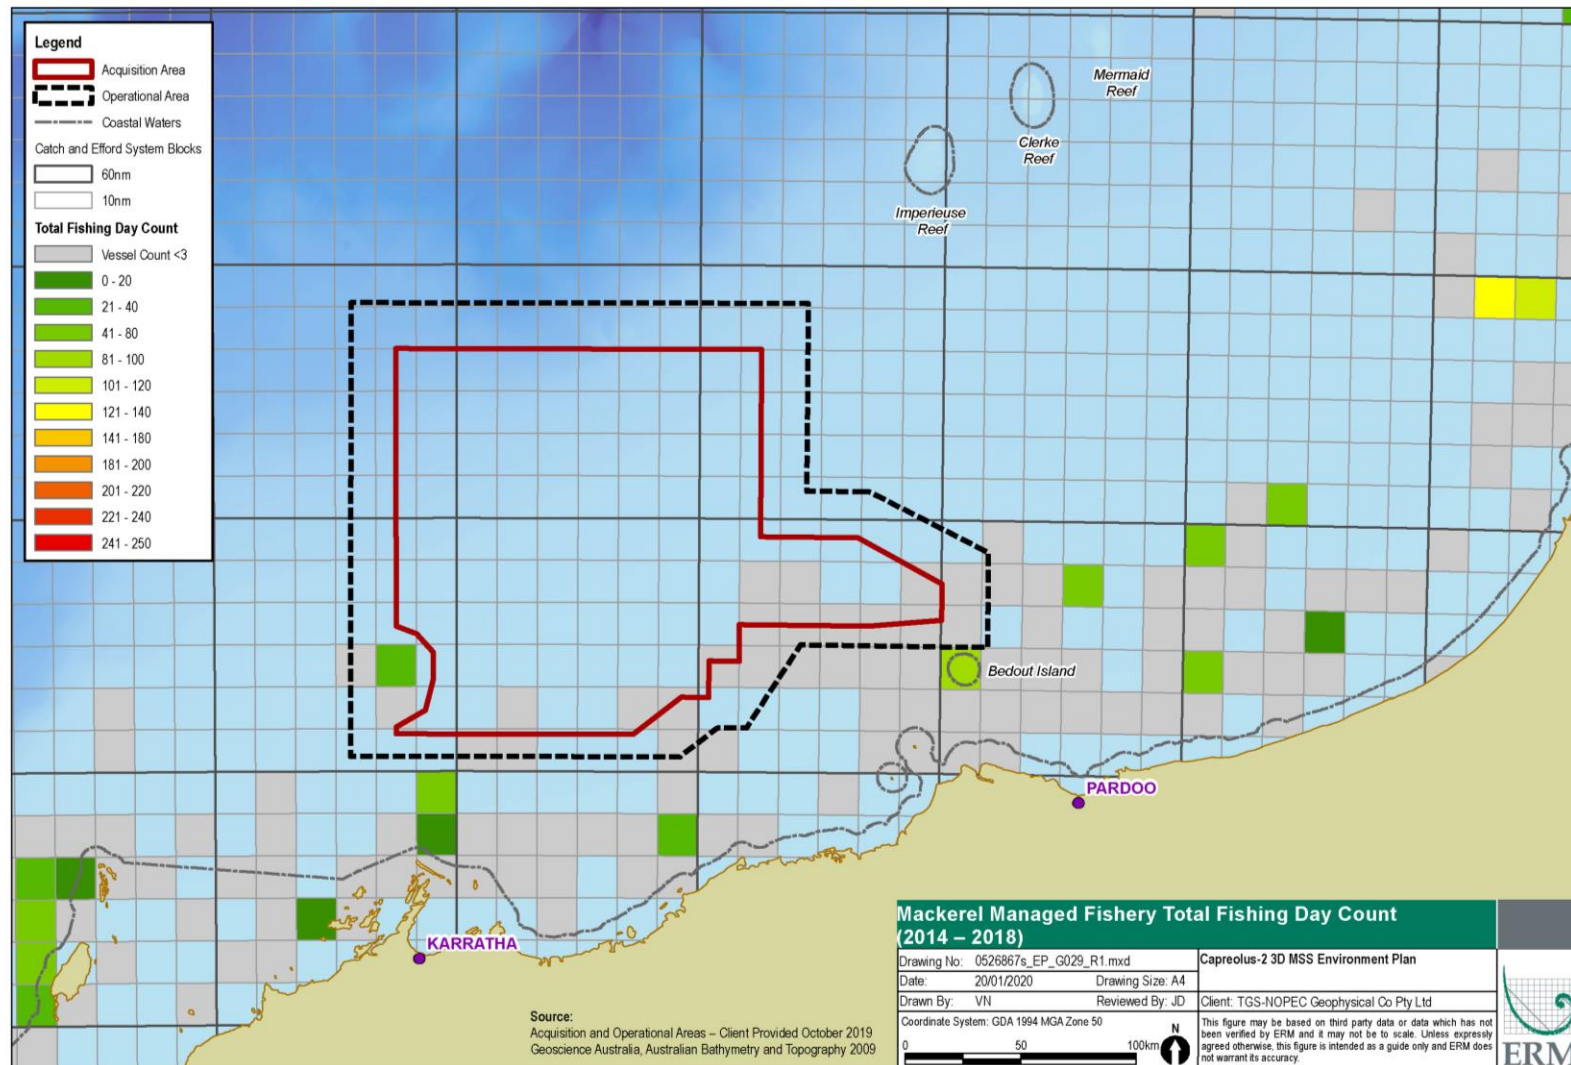 Legend
Acquisition Area
Operational Area
Coastal Waters
Catch and Efford System Blocks
60nm
10nm
Total Fishing Day Count
Vessel Count <3
0 - 20
21 - 40
41 - 80
81 - 100
101 - 120
121 - 140
141 - 180
181 - 200
201 - 220
221 - 240
241 - 250
Mermaid
Reef
Clerke
Reef
Imperieuse
Reef
Bedout Island
PARDOO
KARRATHA
Source:
Acquisition and Operational Areas – Client Provided October 2019
Geoscience Australia, Australian Bathymetry and Topography 2009
Mackerel Managed Fishery Total Fishing Day Count
(2014 – 2018)
Drawing No: 0526867s_EP_G029_R1.mxd
Capreolus-2 3D MSS Environment Plan
Date: 20/01/2020 Drawing Size: A4
Drawn By: VN Reviewed By: JD
Client: TGS-NOPEC Geophysical Co Pty Ltd
Coordinate System: GDA 1994 MGA Zone 50
N
0 50 100km
This figure may be based on third party data or data which has not
been verified by ERM and it may not be to scale. Unless expressly
agreed otherwise, this figure is intended as a guide only and ERM does
not warrant its accuracy.
ERM